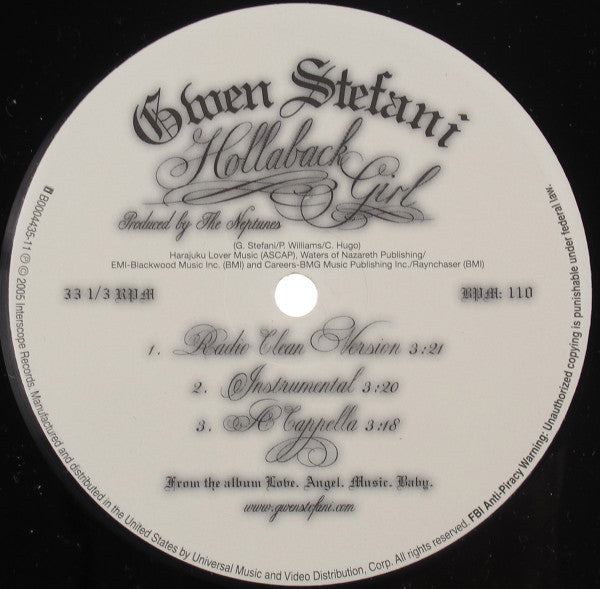 Gwen Stefani
Hollaback Girl
Produced by The Neptunes
(G. Stefani/P. Williams/C. Hugo)
Harajuku Lover Music (ASCAP), Waters of Nazareth Publishing/
EMI-Blackwood Music Inc. (BMI) and Careers-BMG Music Publishing Inc./Raynchaser (BMI)
33 1/3 RPM
BPM: 110
1. Radio Clean Version 3:21
2. Instrumental 3:20
3. A Cappella 3:18
From the album Love. Angel. Music. Baby.
www.gwenstefani.com
B0004435-11 Ⓟ © 2005 Interscope Records. Manufactured and distributed in the United States by Universal Music and Video Distribution, Corp. All rights reserved. FBI Anti-Piracy Warning: Unauthorized copying is punishable under federal law.